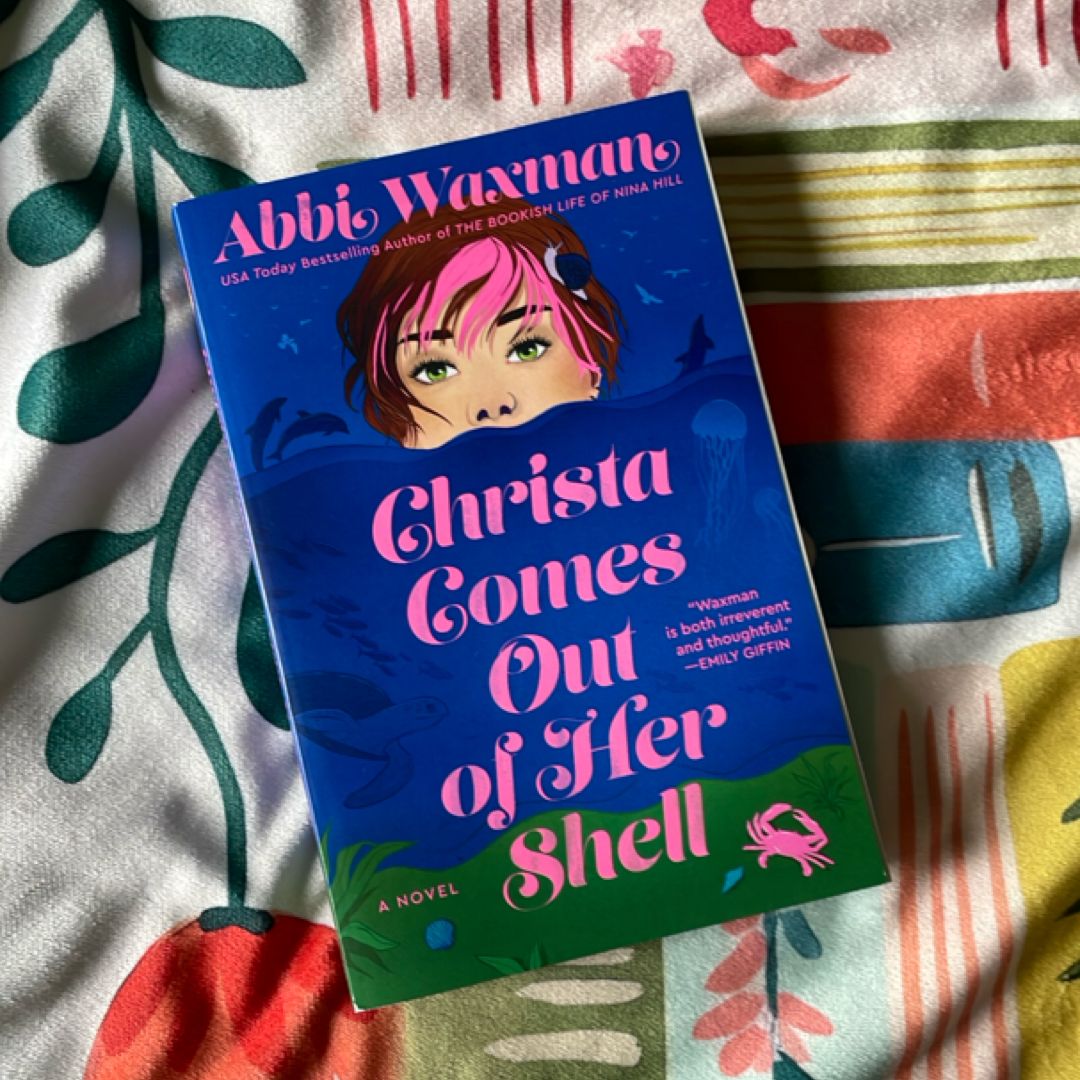 Abbi Waxman
USA Today Bestselling Author of THE BOOKISH LIFE OF NINA HILL
Christa
Comes
Out
of Her
Shell
"Waxman
is both irreverent
and thoughtful."
—EMILY GIFFIN
A NOVEL